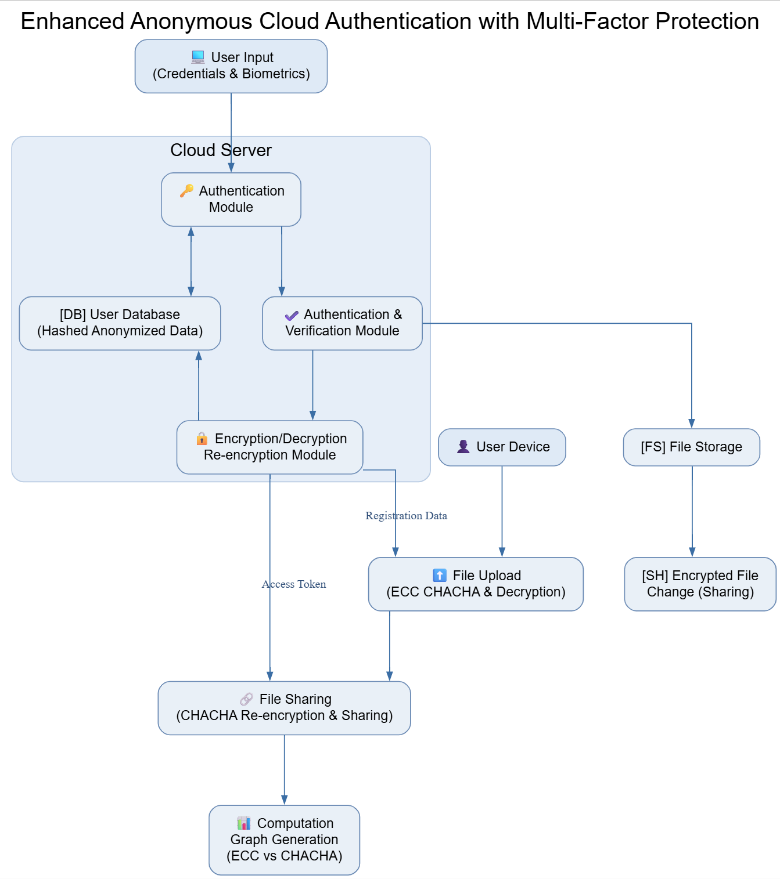 Enhanced Anonymous Cloud Authentication with Multi-Factor Protection
User Input
(Credentials & Biometrics)
Cloud Server
Authentication
Module
[DB] User Database
(Hashed Anonymized Data)
Authentication &
Verification Module
Encryption/Decryption
Re-encryption Module
User Device
[FS] File Storage
Registration Data
File Upload
(ECC CHACHA & Decryption)
[SH] Encrypted File
Change (Sharing)
Access Token
File Sharing
(CHACHA Re-encryption & Sharing)
Computation
Graph Generation
(ECC vs CHACHA)